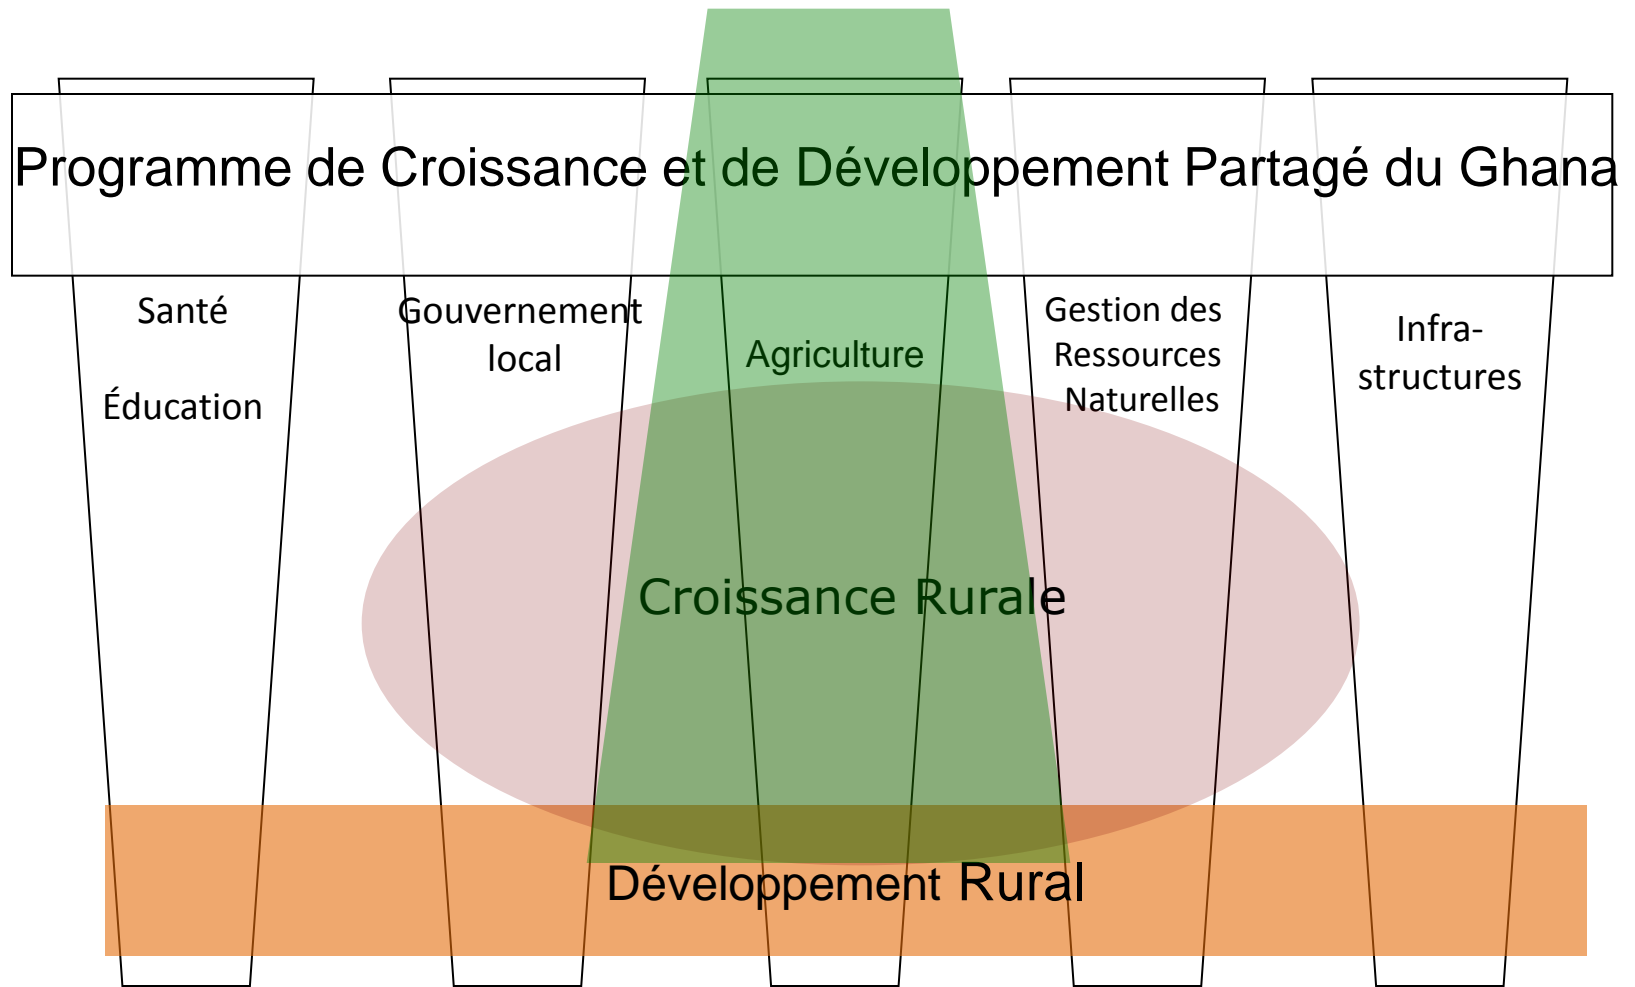 Programme de Croissance et de Développement Partagé du Ghana
Santé
Éducation
Gouvernement
local
Agriculture
Gestion des
Ressources
Naturelles
Infra-
structures
Croissance Rurale
Développement Rural